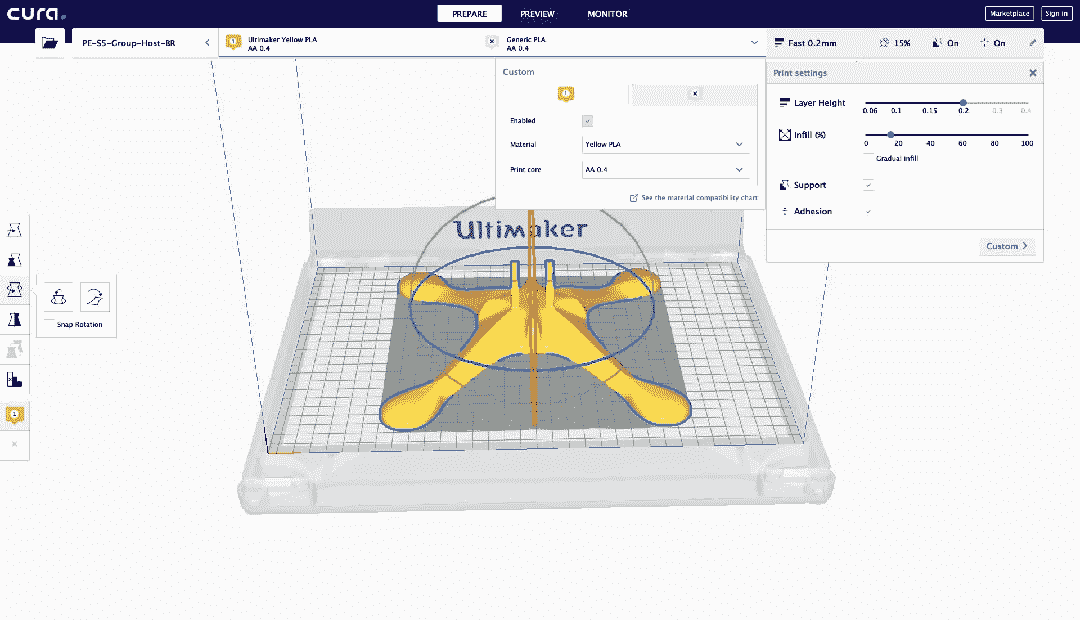 cura.
PREPARE
PREVIEW
MONITOR
Marketplace
Sign in
PE-S5-Group-Host-BR
1
Ultimaker Yellow PLA
AA 0.4
Generic PLA
AA 0.4
Fast 0.2mm
15%
On
On
Custom
1
Enabled
Material
Yellow PLA
Print core
AA 0.4
See the material compatibility chart
Print settings
Layer Height
0.06 0.1 0.15 0.2 0.3 0.4
Infill (%)
0 20 40 60 80 100
Gradual infill
Support
Adhesion
Custom
Ultimaker
Snap Rotation
1